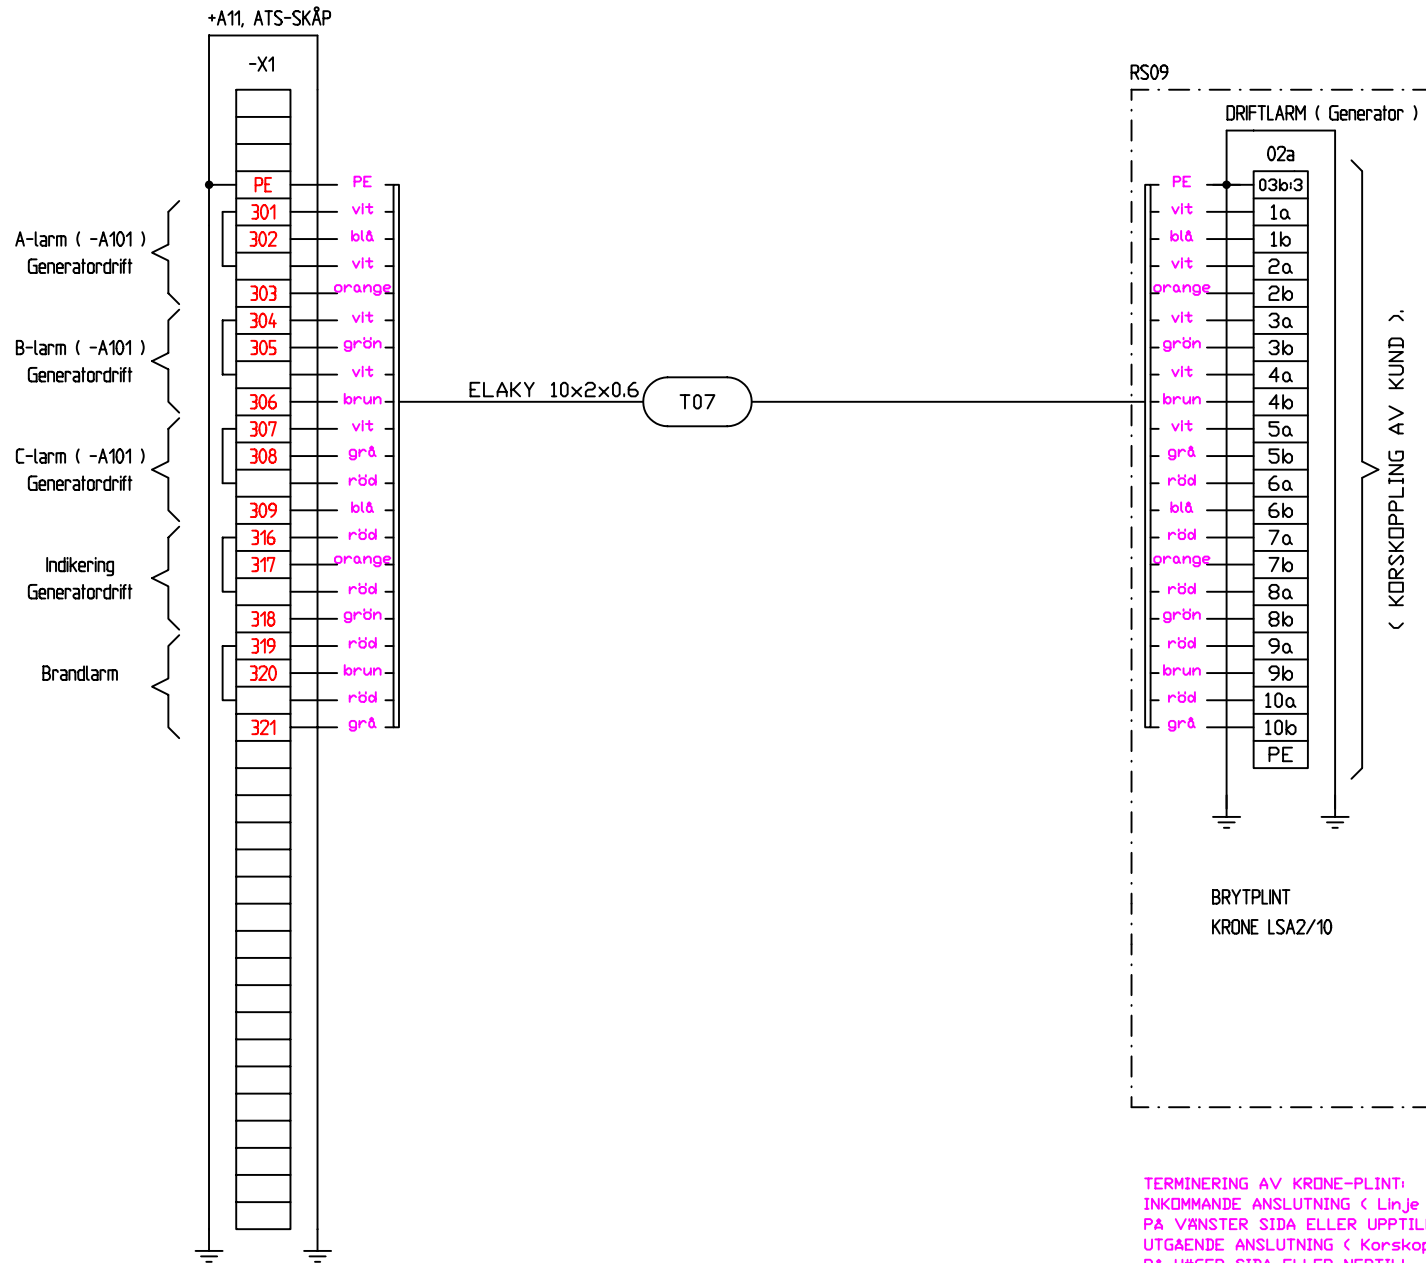 +A11, ATS-SKÅP
-X1
PE PE
301 vit
302 blå
vit
303 orange
304 vit
305 grön
vit
306 brun
307 vit
308 grå
röd
309 blå
316 röd
317 orange
röd
318 grön
319 röd
320 brun
röd
321 grå
A-larm ( -A101 )
Generatordrift
B-larm ( -A101 )
Generatordrift
C-larm ( -A101 )
Generatordrift
Indikering
Generatordrift
Brandlarm
ELAKY 10x2x0.6
T07
RS09
DRIFTLARM ( Generator )
02a
PE 03b:3
vit 1a
blå 1b
vit 2a
orange 2b
vit 3a
grön 3b
vit 4a
brun 4b
vit 5a
grå 5b
röd 6a
blå 6b
röd 7a
orange 7b
röd 8a
grön 8b
röd 9a
brun 9b
röd 10a
grå 10b
PE
( KORSKOPPLING AV KUND ).
BRYTPLINT
KRONE LSA2/10
TERMINERING AV KRONE-PLINT:
INKOMMANDE ANSLUTNING ( Linje
PÅ VÄNSTER SIDA ELLER UPPTIL
UTGÅENDE ANSLUTNING ( Korskop
SIDA ELLER NERTILL